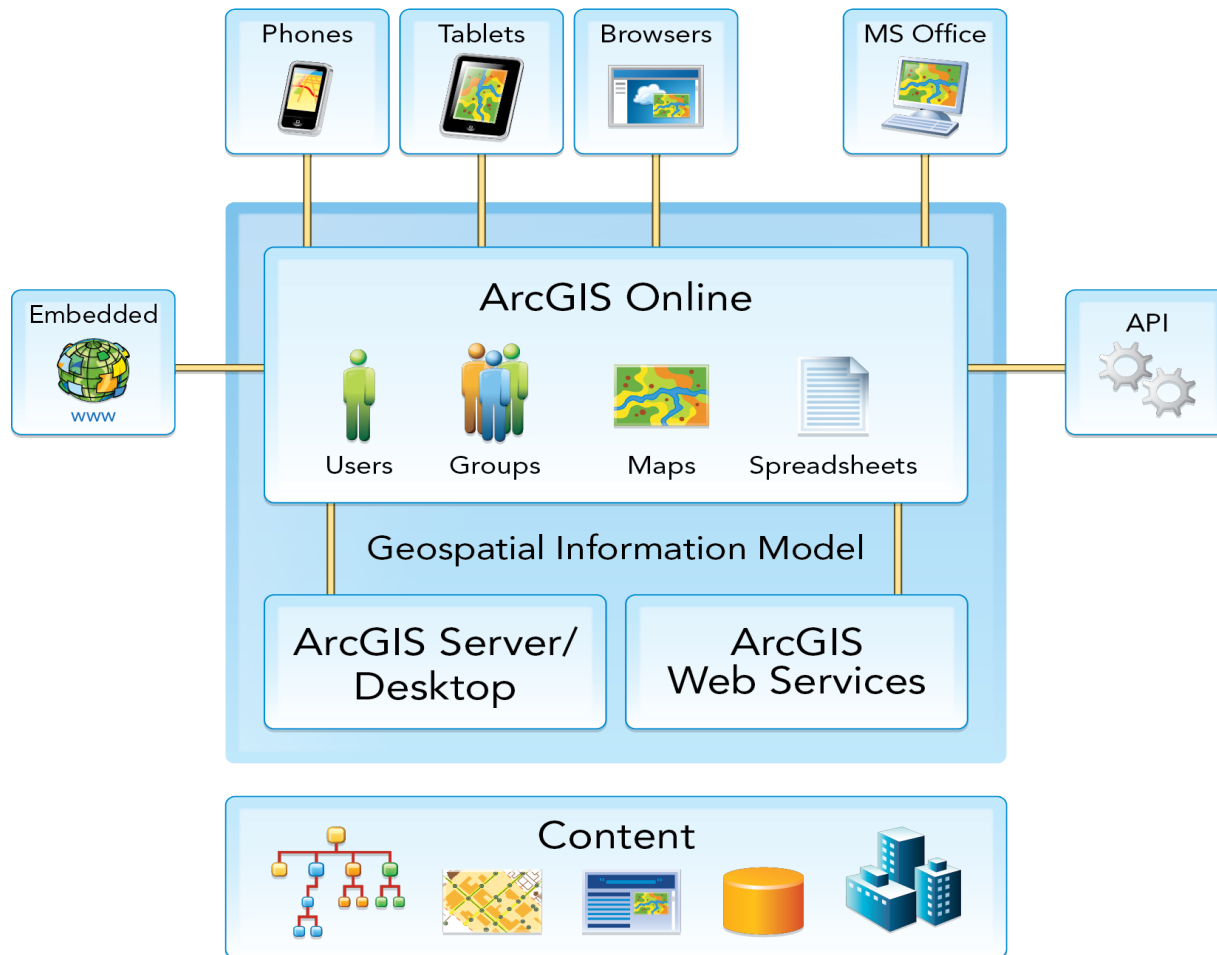 Phones
Tablets
Browsers
MS Office
ArcGIS Online
Embedded
www
API
Users
Groups
Maps
Spreadsheets
Geospatial Information Model
ArcGIS Server/
Desktop
ArcGIS
Web Services
Content